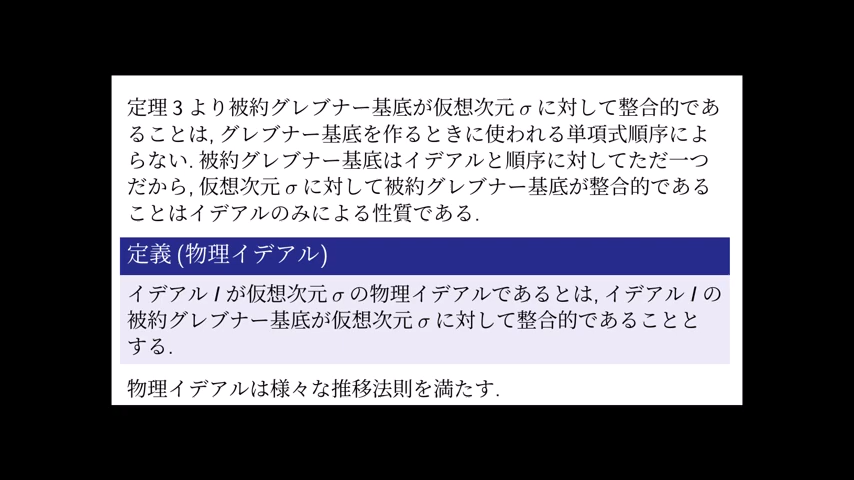 定理 3 より被約グレブナー基底が仮想次元 σ に対して整合的であ
ることは, グレブナー基底を作るときに使われる単項式順序によ
らない. 被約グレブナー基底はイデアルと順序に対してただ一つ
だから, 仮想次元 σ に対して被約グレブナー基底が整合的である
ことはイデアルのみによる性質である.
定義 (物理イデアル)
イデアル I が仮想次元 σ の物理イデアルであるとは, イデアル I の
被約グレブナー基底が仮想次元 σ に対して整合的であることと
する.
物理イデアルは様々な推移法則を満たす.